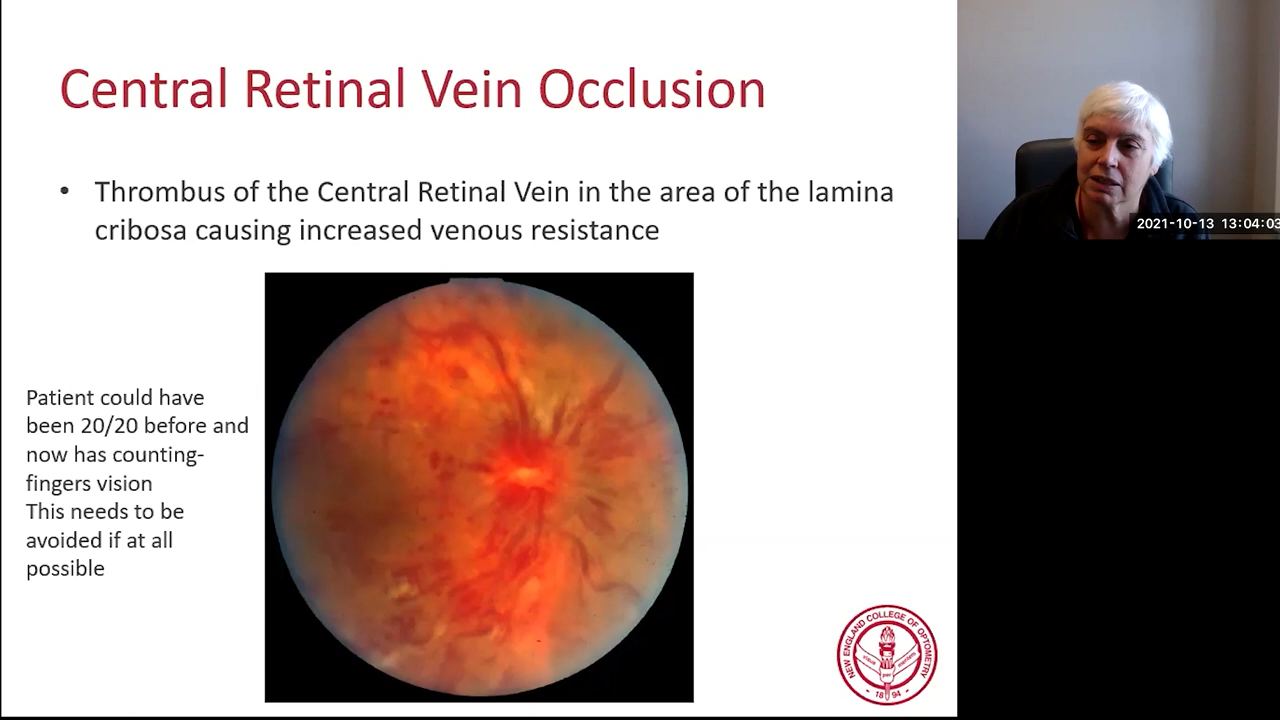 Central Retinal Vein Occlusion
• Thrombus of the Central Retinal Vein in the area of the lamina
cribosa causing increased venous resistance
Patient could have
been 20/20 before and
now has counting-
fingers vision
This needs to be
avoided if at all
possible
2021-10-13 13:04:03
NEW ENGLAND COLLEGE OF OPTOMETRY
1894